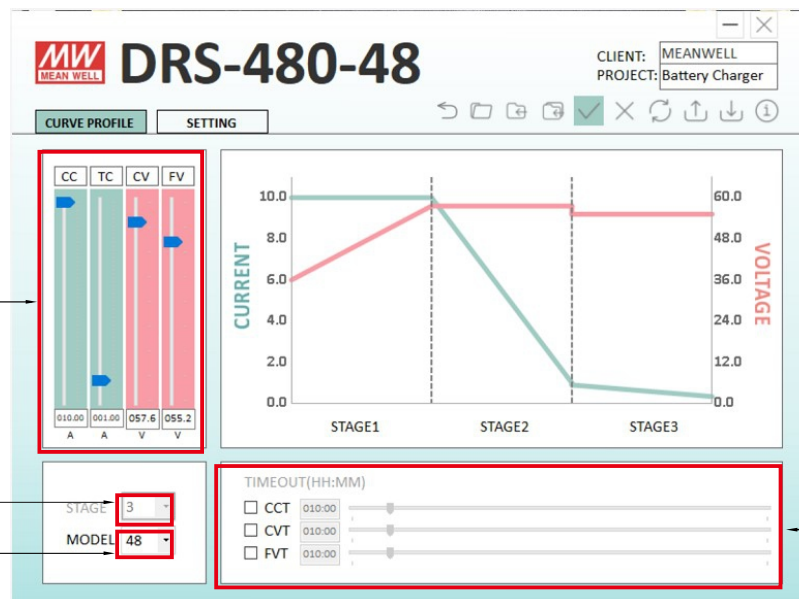 MW
MEAN WELL
DRS-480-48
CLIENT: MEANWELL
PROJECT: Battery Charger
CURVE PROFILE SETTING
CC TC CV FV
010.00 001.00 057.6 055.2
A A V V
CURRENT
10.0
8.0
6.0
4.0
2.0
0.0
60.0
48.0
36.0
24.0
12.0
0.0
VOLTAGE
STAGE1 STAGE2 STAGE3
STAGE 3
MODEL 48
TIMEOUT(HH:MM)
CCT 010:00
CVT 010:00
FVT 010:00